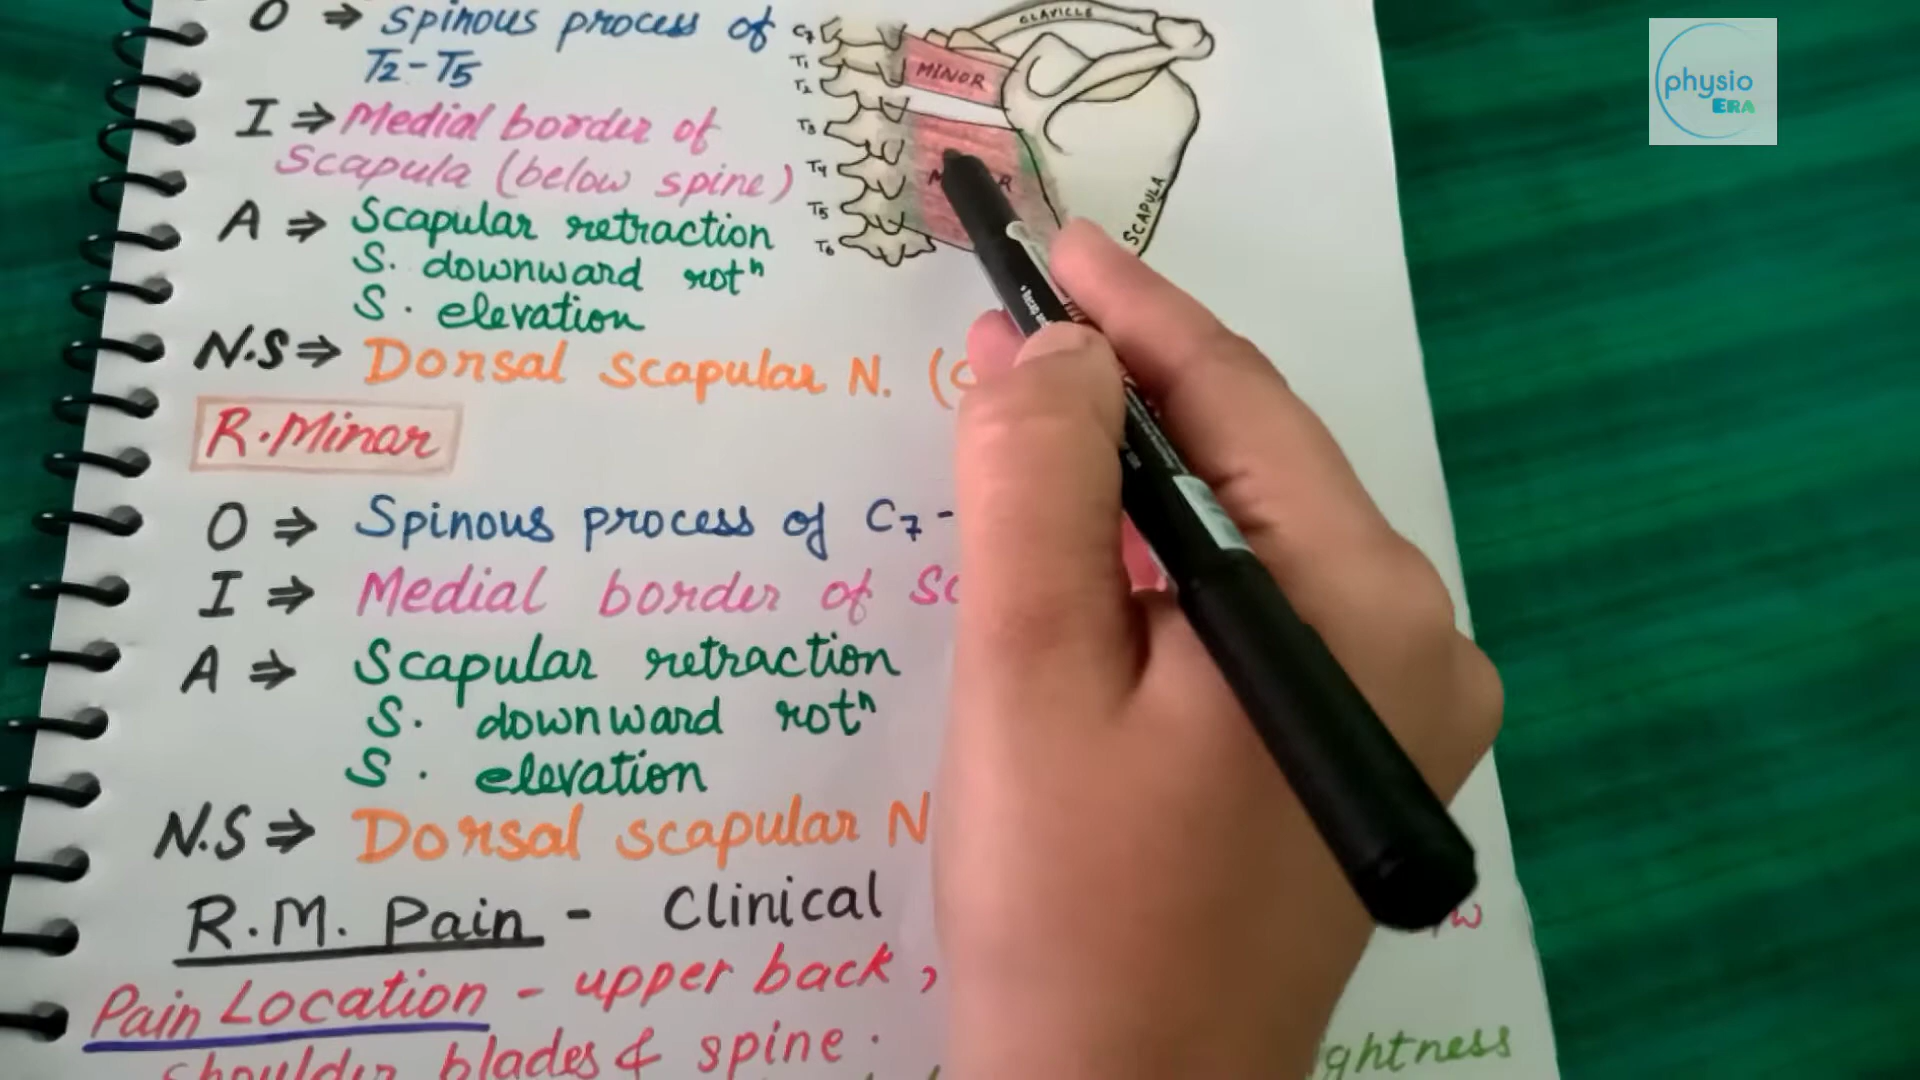 O ⇒ Spinous process of
T2-T5
I ⇒ Medial border of
Scapula (below spine)
A ⇒ Scapular retraction
S. downward rotⁿ
S. elevation
N.S ⇒ Dorsal scapular N. (
R.Minar
O ⇒ Spinous process of C7-
I ⇒ Medial border of
A ⇒ Scapular retraction
S. downward rotⁿ
S. elevation
N.S ⇒ Dorsal scapular N
R.M. Pain - Clinical
Pain Location - upper back,
shoulder blades & spine.
CLAVICLE
C7
T1
T2
T3
T4
T5
T6
MINOR
SCAPULA
physio
ERA